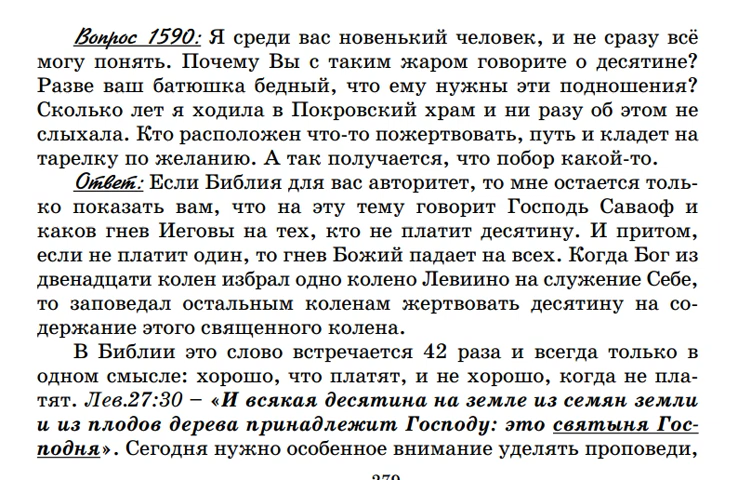 Вопрос 1590: Я среди вас новенький человек, и не сразу всё
могу понять. Почему Вы с таким жаром говорите о десятине?
Разве ваш батюшка бедный, что ему нужны эти подношения?
Сколько лет я ходила в Покровский храм и ни разу об этом не
слыхала. Кто расположен что-то пожертвовать, путь и кладет на
тарелку по желанию. А так получается, что побор какой-то.
Ответ: Если Библия для вас авторитет, то мне остается толь-
ко показать вам, что на эту тему говорит Господь Саваоф и
каков гнев Иеговы на тех, кто не платит десятину. И притом,
если не платит один, то гнев Божий падает на всех. Когда Бог из
двенадцати колен избрал одно колено Левиино на служение Себе,
то заповедал остальным коленам жертвовать десятину на со-
держание этого священного колена.
В Библии это слово встречается 42 раза и всегда только в
одном смысле: хорошо, что платят, и не хорошо, когда не пла-
тят. Лев.27:30 – «И всякая десятина на земле из семян земли
и из плодов дерева принадлежит Господу: это святыня Гос-
подня». Сегодня нужно особенное внимание уделять проповеди,
279